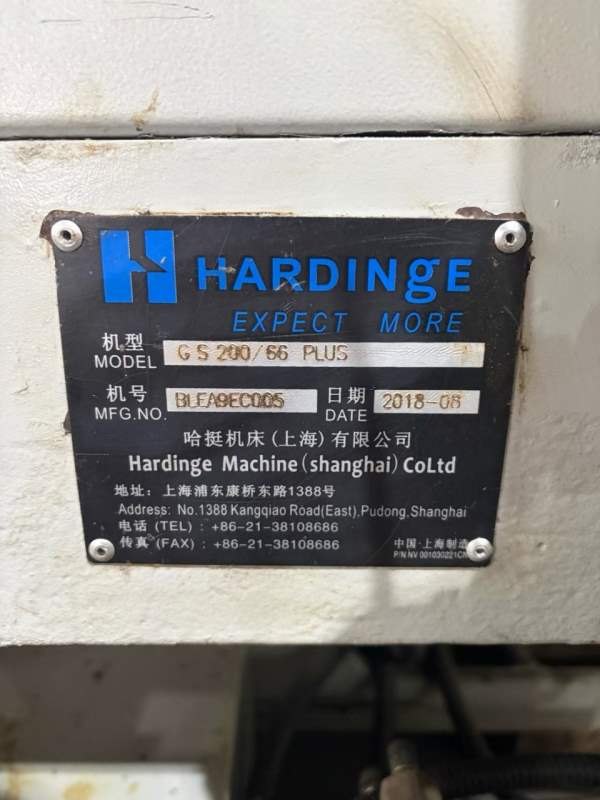 HARDINGE
EXPECT MORE
机型
MODEL GS 200/66 PLUS
机号 日期
MFG.NO. BLEA9EC005 DATE 2018-08
哈挺机床(上海)有限公司
Hardinge Machine(shanghai)CoLtd
地址: 上海浦东康桥东路1388号
Address: No.1388 Kangqiao Road(East),Pudong,Shanghai
电话 (TEL) : +86-21-38108686
传真 (FAX) : +86-21-38108686
中国·上海制造
P/N NV 001030221CN